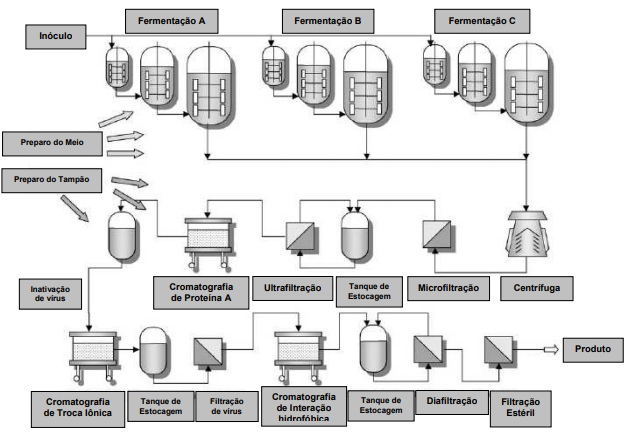 Fermentação A
Fermentação B
Fermentação C
Inóculo
Preparo do Meio
Preparo do Tampão
Inativação
de vírus
Cromatografia
de Proteína A
Ultrafiltração
Tanque de
Estocagem
Microfiltração
Centrífuga
Produto
Cromatografia
de Troca Iônica
Tanque de
Estocagem
Filtração
de vírus
Cromatografia
de Interação
hidrofóbica
Tanque de
Estocagem
Diafiltração
Filtração
Estéril